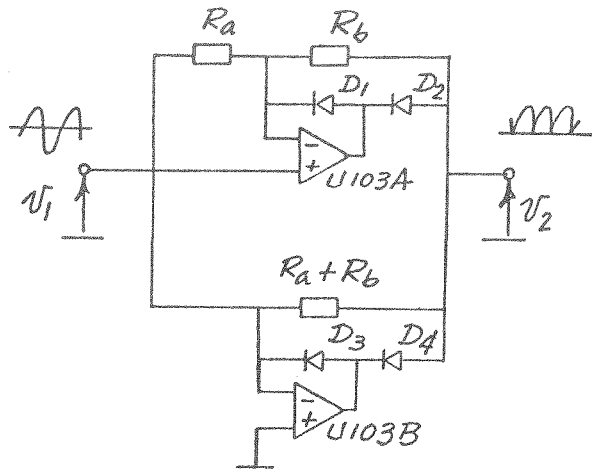 Ra
Rb
D1
D2
−
+
U103A
v1
v2
Ra + Rb
D3
D4
−
+
U103B